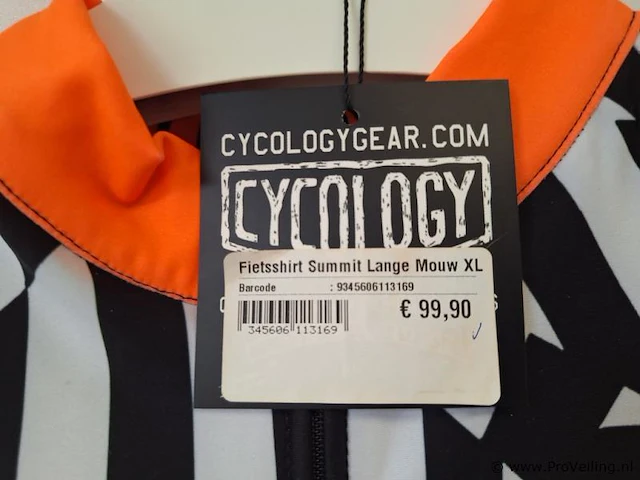 CYCOLOGYGEAR.COM
CYCOLOGY
Fietsshirt Summit Lange Mouw XL
Barcode : 9345606113169
€ 99,90
345606 113169
© www.ProVeiling.nl